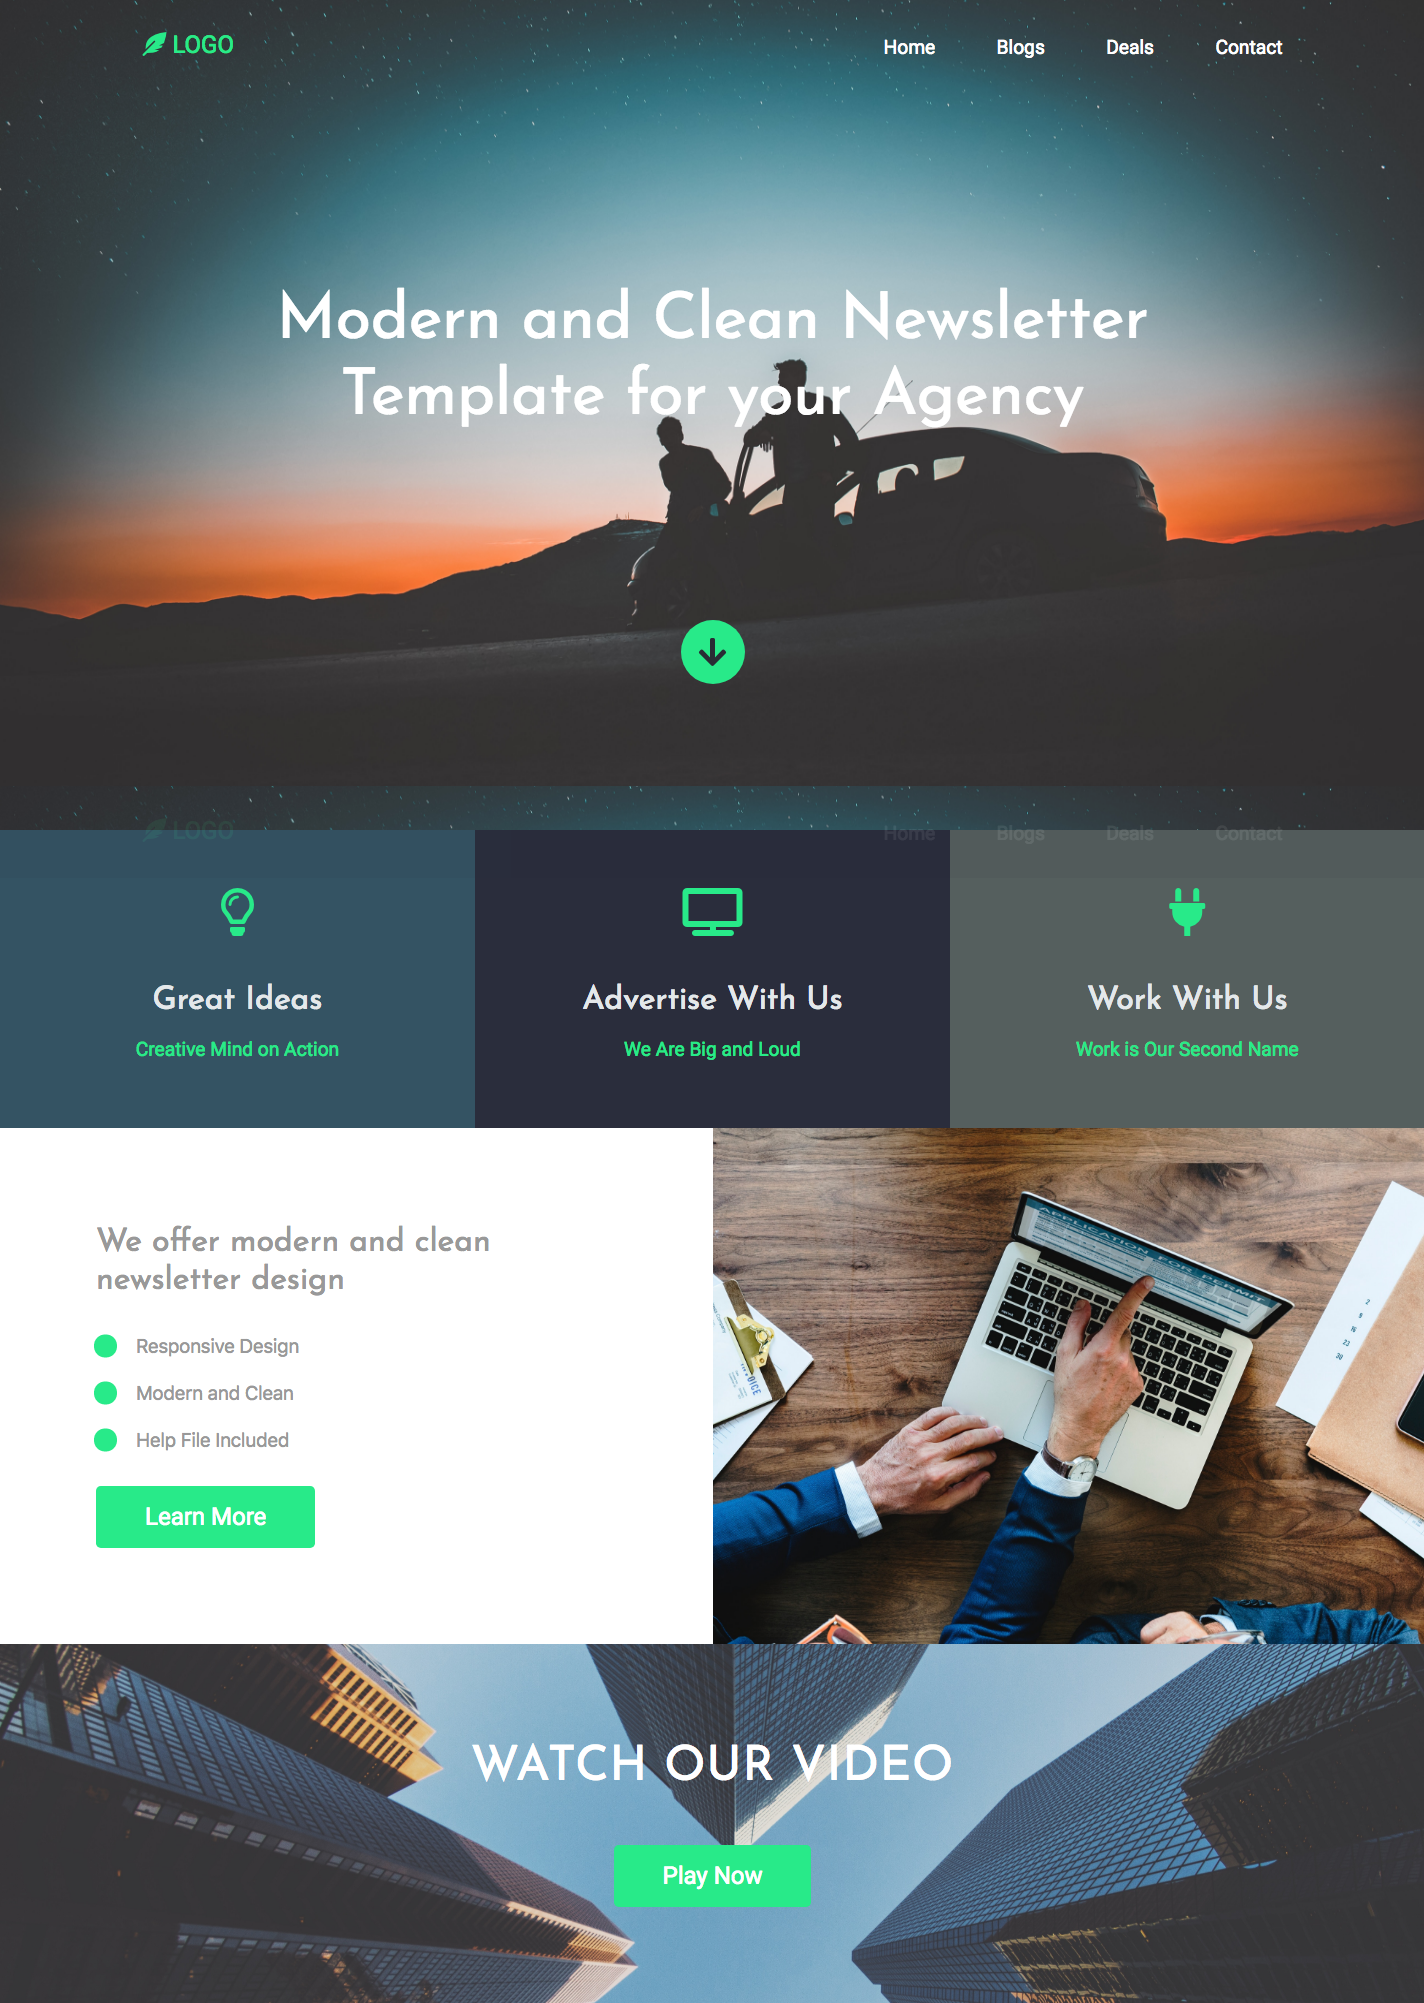 LOGO
Home Blogs Deals Contact
Modern and Clean Newsletter
Template for your Agency
LOGO
Home Blogs Deals Contact
Great Ideas
Creative Mind on Action
Advertise With Us
We Are Big and Loud
Work With Us
Work is Our Second Name
We offer modern and clean
newsletter design
Responsive Design
Modern and Clean
Help File Included
Learn More
APPLICATION FOR PERMIT
WATCH OUR VIDEO
Play Now